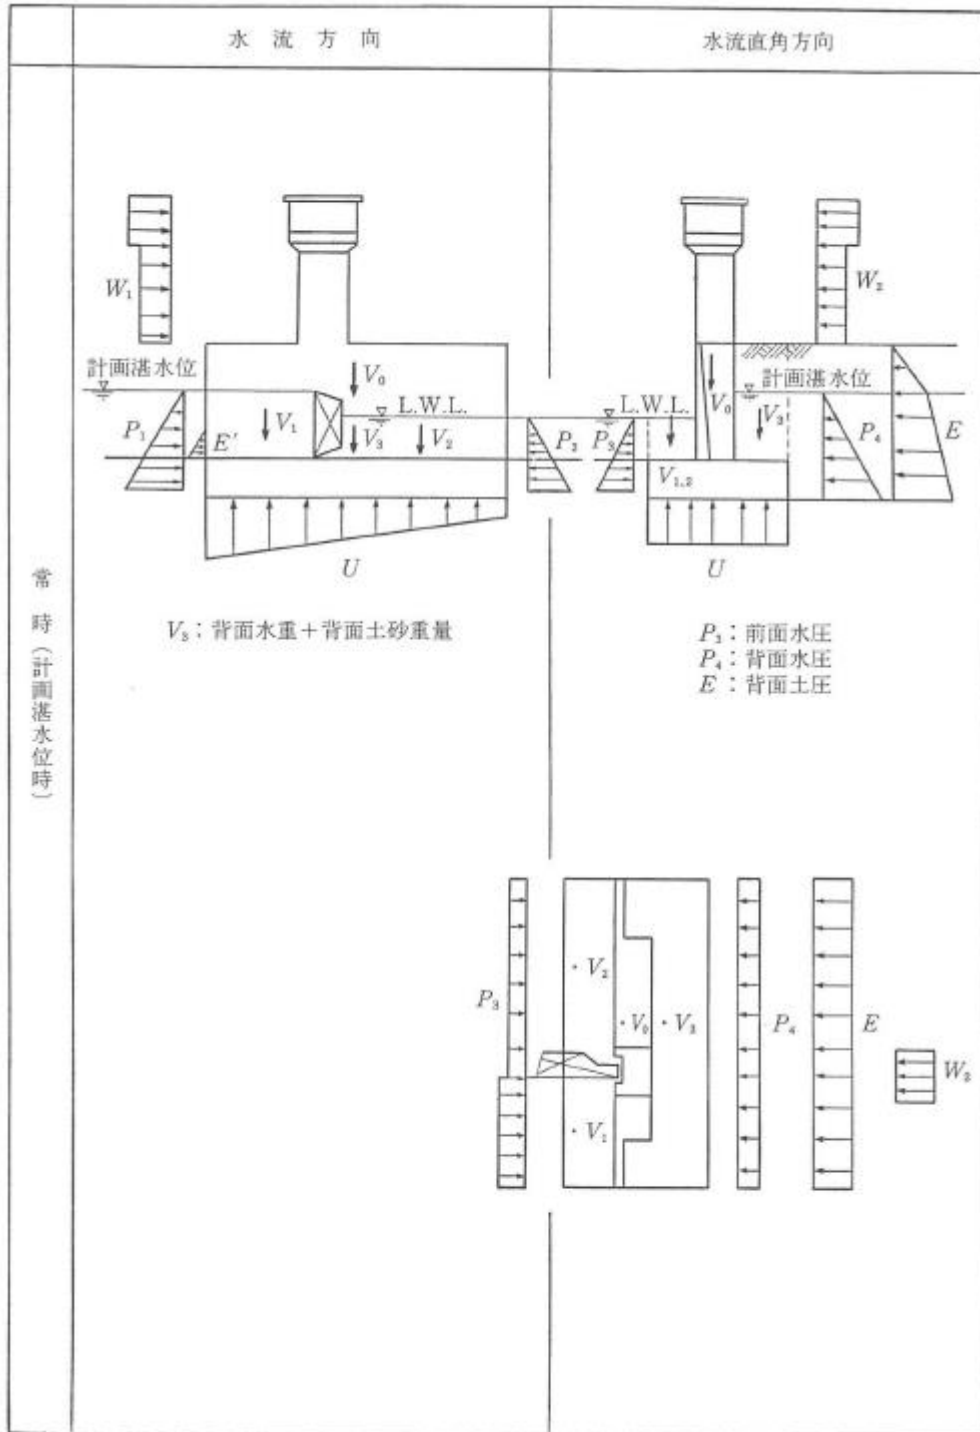 水流方向
水流直角方向
常時（計画湛水位時）
W₁
計画湛水位
P₁
E'
V₁
V₀
L.W.L.
V₃
V₂
P₂
U
V₃：背面水重＋背面土砂重量
W₂
L.W.L.
計画湛水位
P₃
V₀
V₃
P₄
E
V₁,₂
U
P₃：前面水圧
P₄：背面水圧
E：背面土圧
P₃
・V₂
・V₀
・V₃
P₄
E
W₂
・V₁